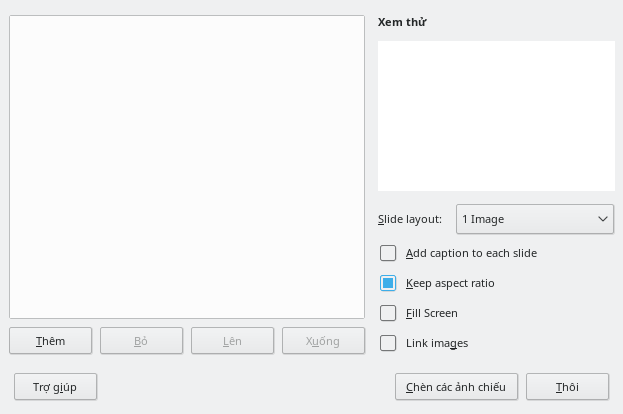 Xem thử
Slide layout:
1 Image
Add caption to each slide
Keep aspect ratio
Fill Screen
Link images
Thêm
Bỏ
Lên
Xuống
Trợ giúp
Chèn các ảnh chiếu
Thôi